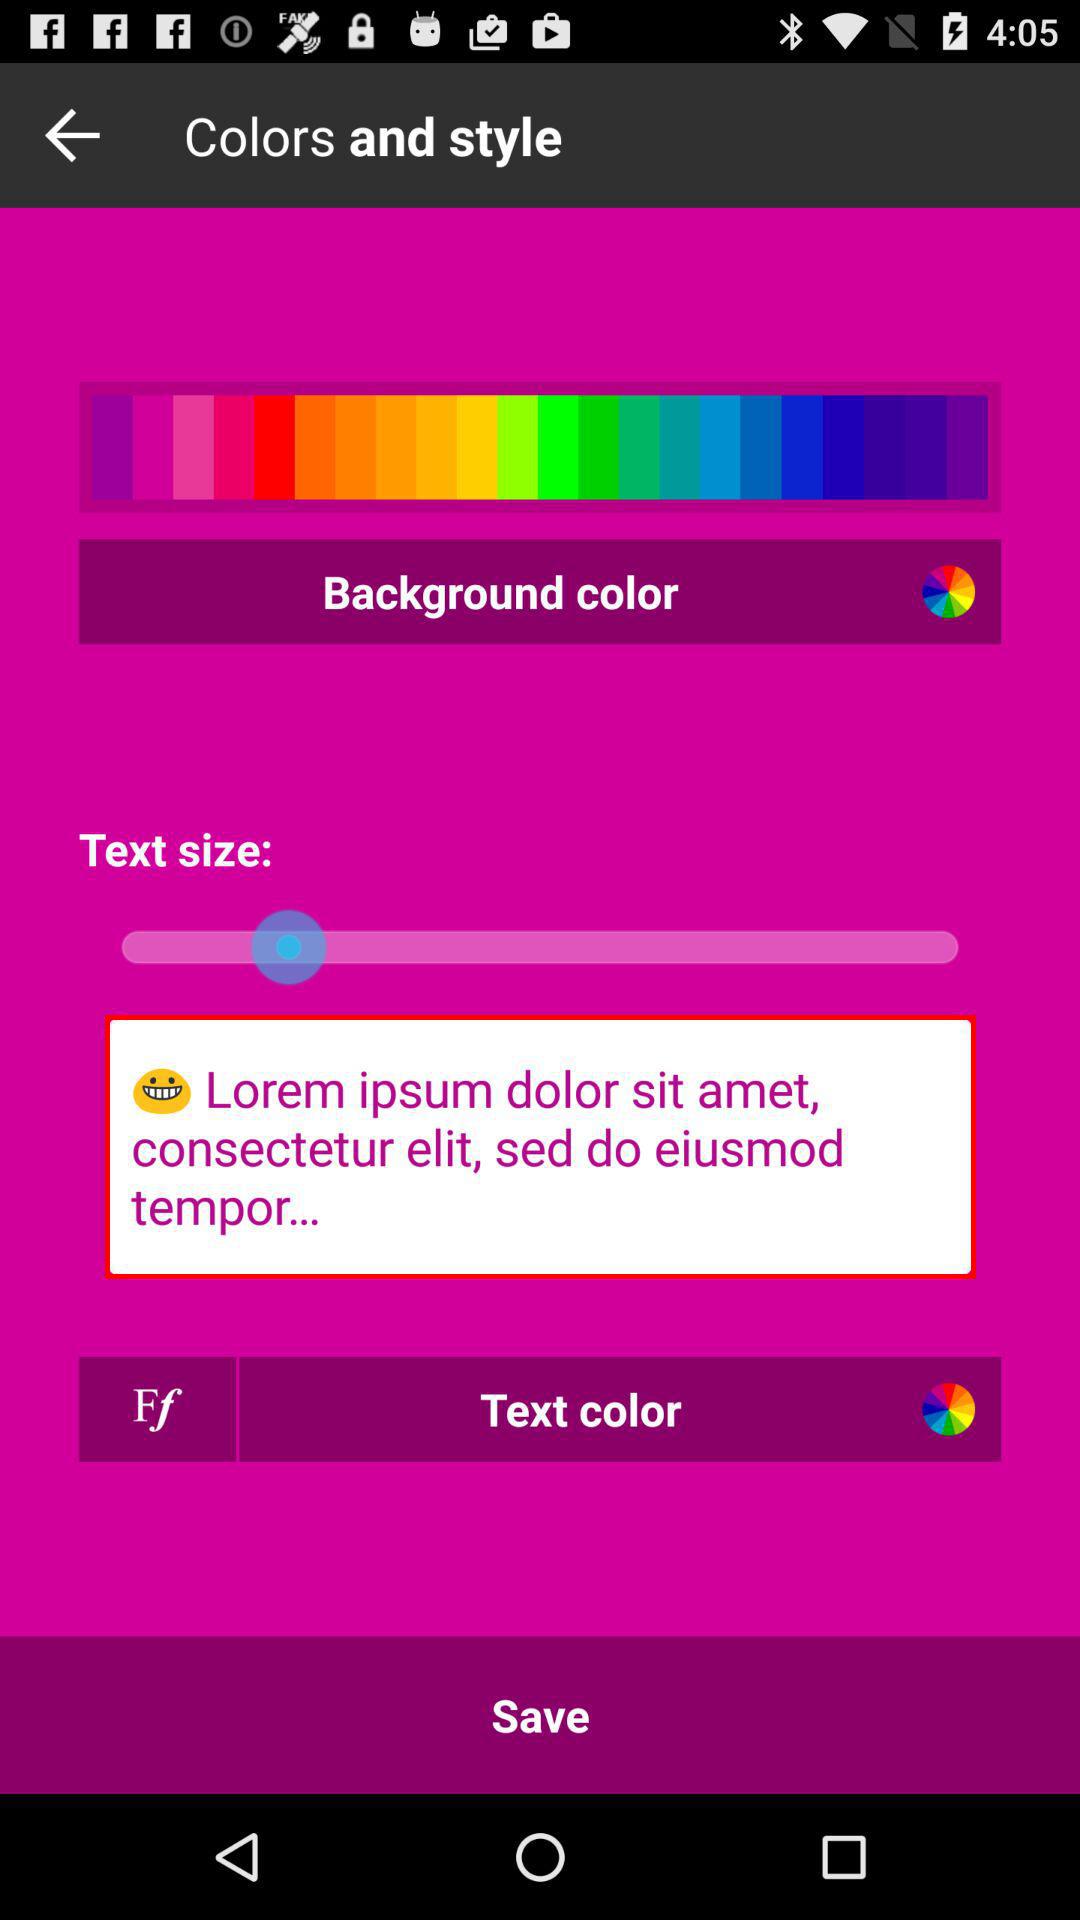 FAKE
4:05
Colors and style
Background color
Text size:
😀 Lorem ipsum dolor sit amet,
consectetur elit, sed do eiusmod
tempor...
Ff
Text color
Save